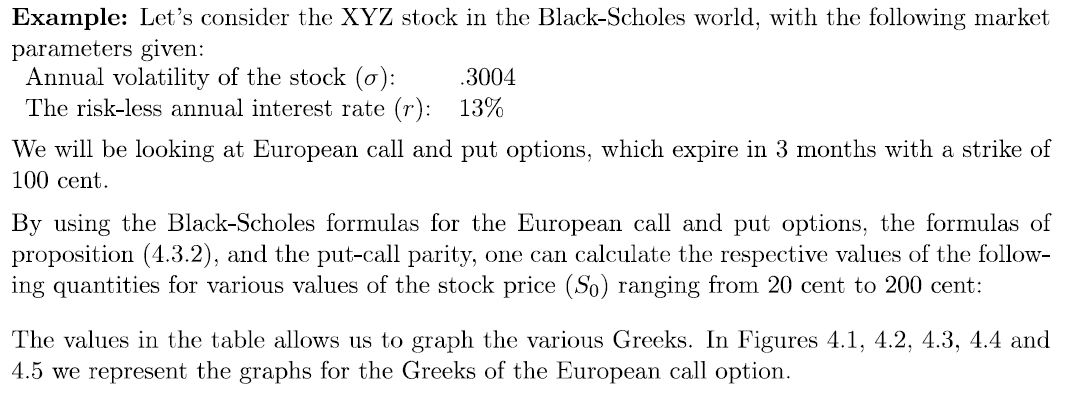 Example: Let's consider the XYZ stock in the Black-Scholes world, with the following market
parameters given:
Annual volatility of the stock (σ): .3004
The risk-less annual interest rate (r): 13%
We will be looking at European call and put options, which expire in 3 months with a strike of
100 cent.
By using the Black-Scholes formulas for the European call and put options, the formulas of
proposition (4.3.2), and the put-call parity, one can calculate the respective values of the follow-
ing quantities for various values of the stock price (S₀) ranging from 20 cent to 200 cent:
The values in the table allows us to graph the various Greeks. In Figures 4.1, 4.2, 4.3, 4.4 and
4.5 we represent the graphs for the Greeks of the European call option.